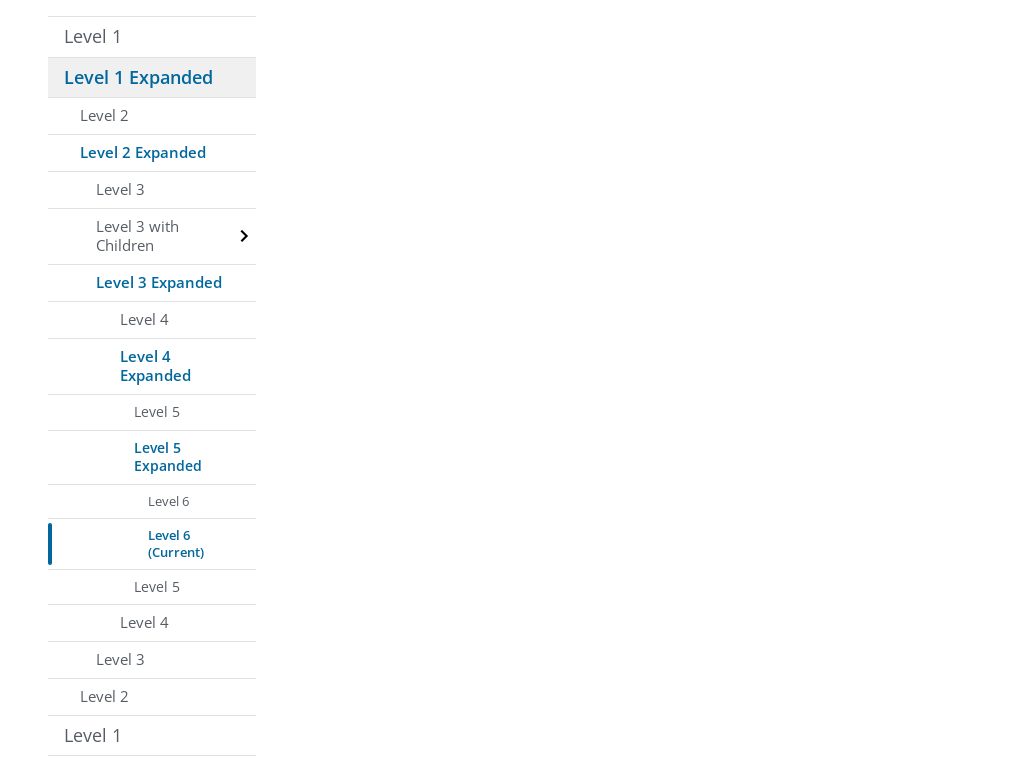 Level 1
Level 1 Expanded
Level 2
Level 2 Expanded
Level 3
Level 3 with
Children
Level 3 Expanded
Level 4
Level 4
Expanded
Level 5
Level 5
Expanded
Level 6
Level 6
(Current)
Level 5
Level 4
Level 3
Level 2
Level 1